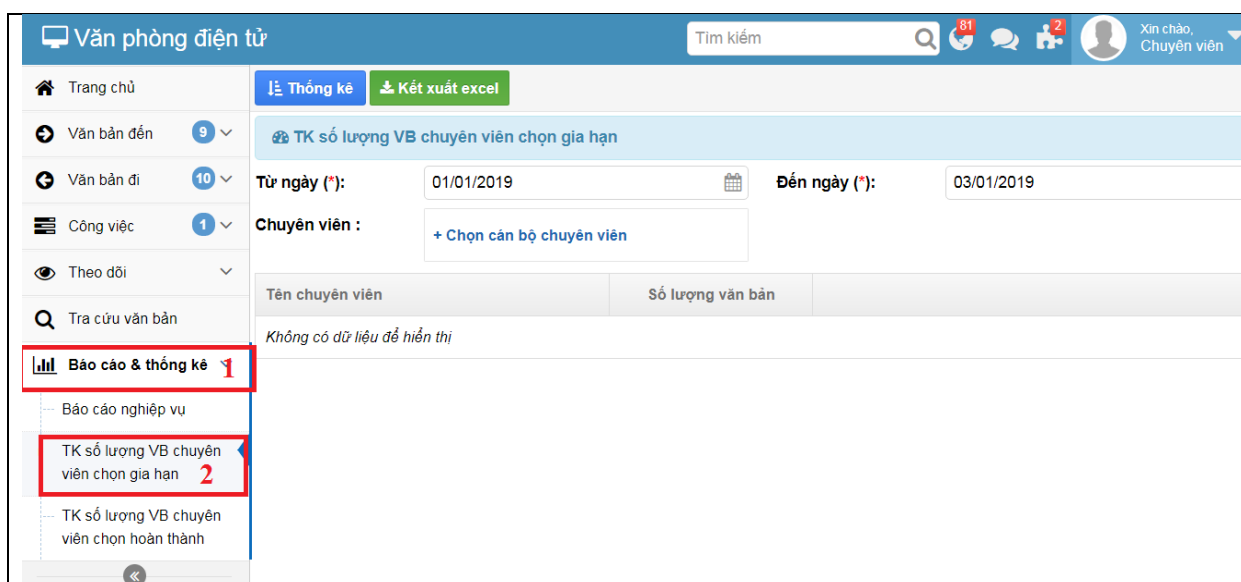 Văn phòng điện tử
Tìm kiếm
81
2
Xin chào,
Chuyên viên
Trang chủ
Văn bản đến 9
Văn bản đi 10
Công việc 1
Theo dõi
Tra cứu văn bản
Báo cáo & thống kê 1
Báo cáo nghiệp vụ
TK số lượng VB chuyên
viên chọn gia hạn 2
TK số lượng VB chuyên
viên chọn hoàn thành
Thống kê Kết xuất excel
TK số lượng VB chuyên viên chọn gia hạn
Từ ngày (*): 01/01/2019 Đến ngày (*): 03/01/2019
Chuyên viên :
+ Chọn cán bộ chuyên viên
Tên chuyên viên Số lượng văn bản
Không có dữ liệu để hiển thị